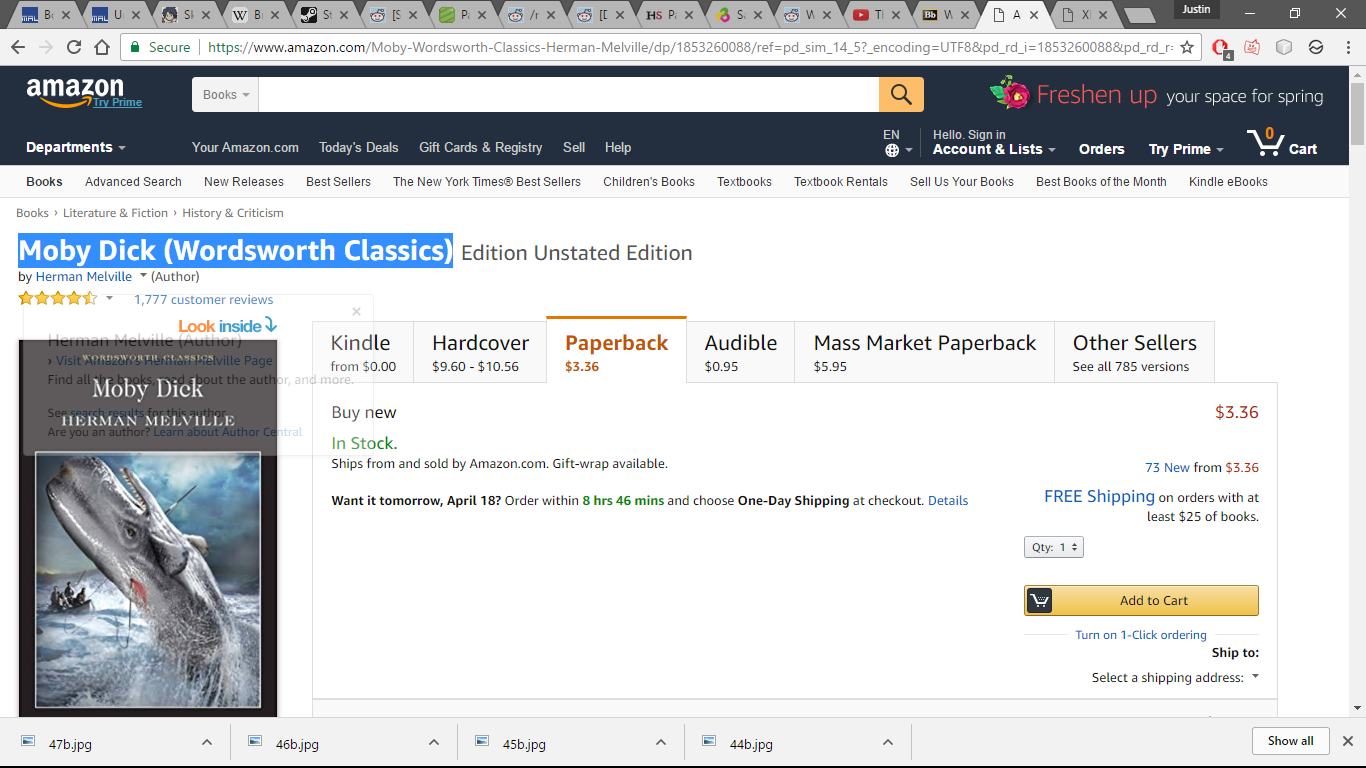 Justin
Bo
Un
Sk
W Br
St
[S
Pa
/r
[D
HS Pa
Sa
W
Ti
Bb W
A
XI
Secure https://www.amazon.com/Moby-Wordsworth-Classics-Herman-Melville/dp/1853260088/ref=pd_sim_14_5?_encoding=UTF8&pd_rd_i=1853260088&pd_rd_r=
4
amazon
Try Prime
Books
Freshen up your space for spring
Departments
Your Amazon.com Today's Deals Gift Cards & Registry Sell Help
EN
Hello. Sign in
Account & Lists
Orders
Try Prime
0
Cart
Books Advanced Search New Releases Best Sellers The New York Times® Best Sellers Children's Books Textbooks Textbook Rentals Sell Us Your Books Best Books of the Month Kindle eBooks
Books › Literature & Fiction › History & Criticism
Moby Dick (Wordsworth Classics) Edition Unstated Edition
by Herman Melville (Author)
1,777 customer reviews
Look inside
Herman Melville (Author)
› Visit Amazon's Herman Melville Page
Find all the books, read about the author, and more.
See search results for this author
Are you an author? Learn about Author Central
WORDSWORTH CLASSICS
Moby Dick
HERMAN MELVILLE
Kindle
from $0.00
Hardcover
$9.60 - $10.56
Paperback
$3.36
Audible
$0.95
Mass Market Paperback
$5.95
Other Sellers
See all 785 versions
Buy new
$3.36
In Stock.
Ships from and sold by Amazon.com. Gift-wrap available.
73 New from $3.36
Want it tomorrow, April 18? Order within 8 hrs 46 mins and choose One-Day Shipping at checkout. Details
FREE Shipping on orders with at
least $25 of books.
Qty: 1
Add to Cart
Turn on 1-Click ordering
Ship to:
Select a shipping address:
47b.jpg
46b.jpg
45b.jpg
44b.jpg
Show all